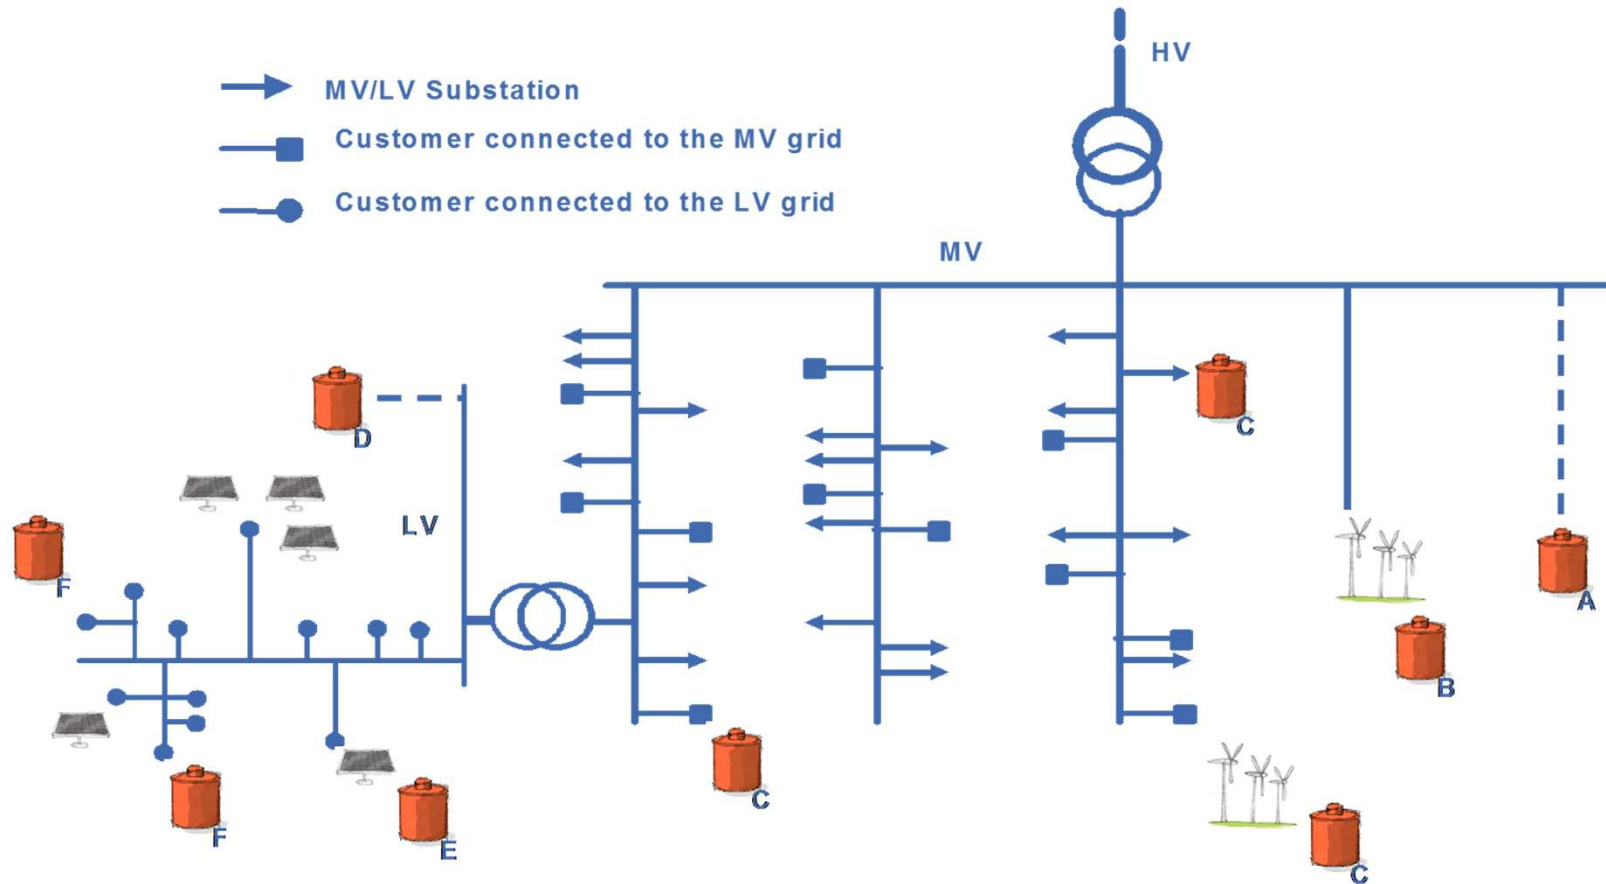 HV
MV/LV Substation
Customer connected to the MV grid
Customer connected to the LV grid
MV
C
D
LV
F
A
B
C
F
E
C